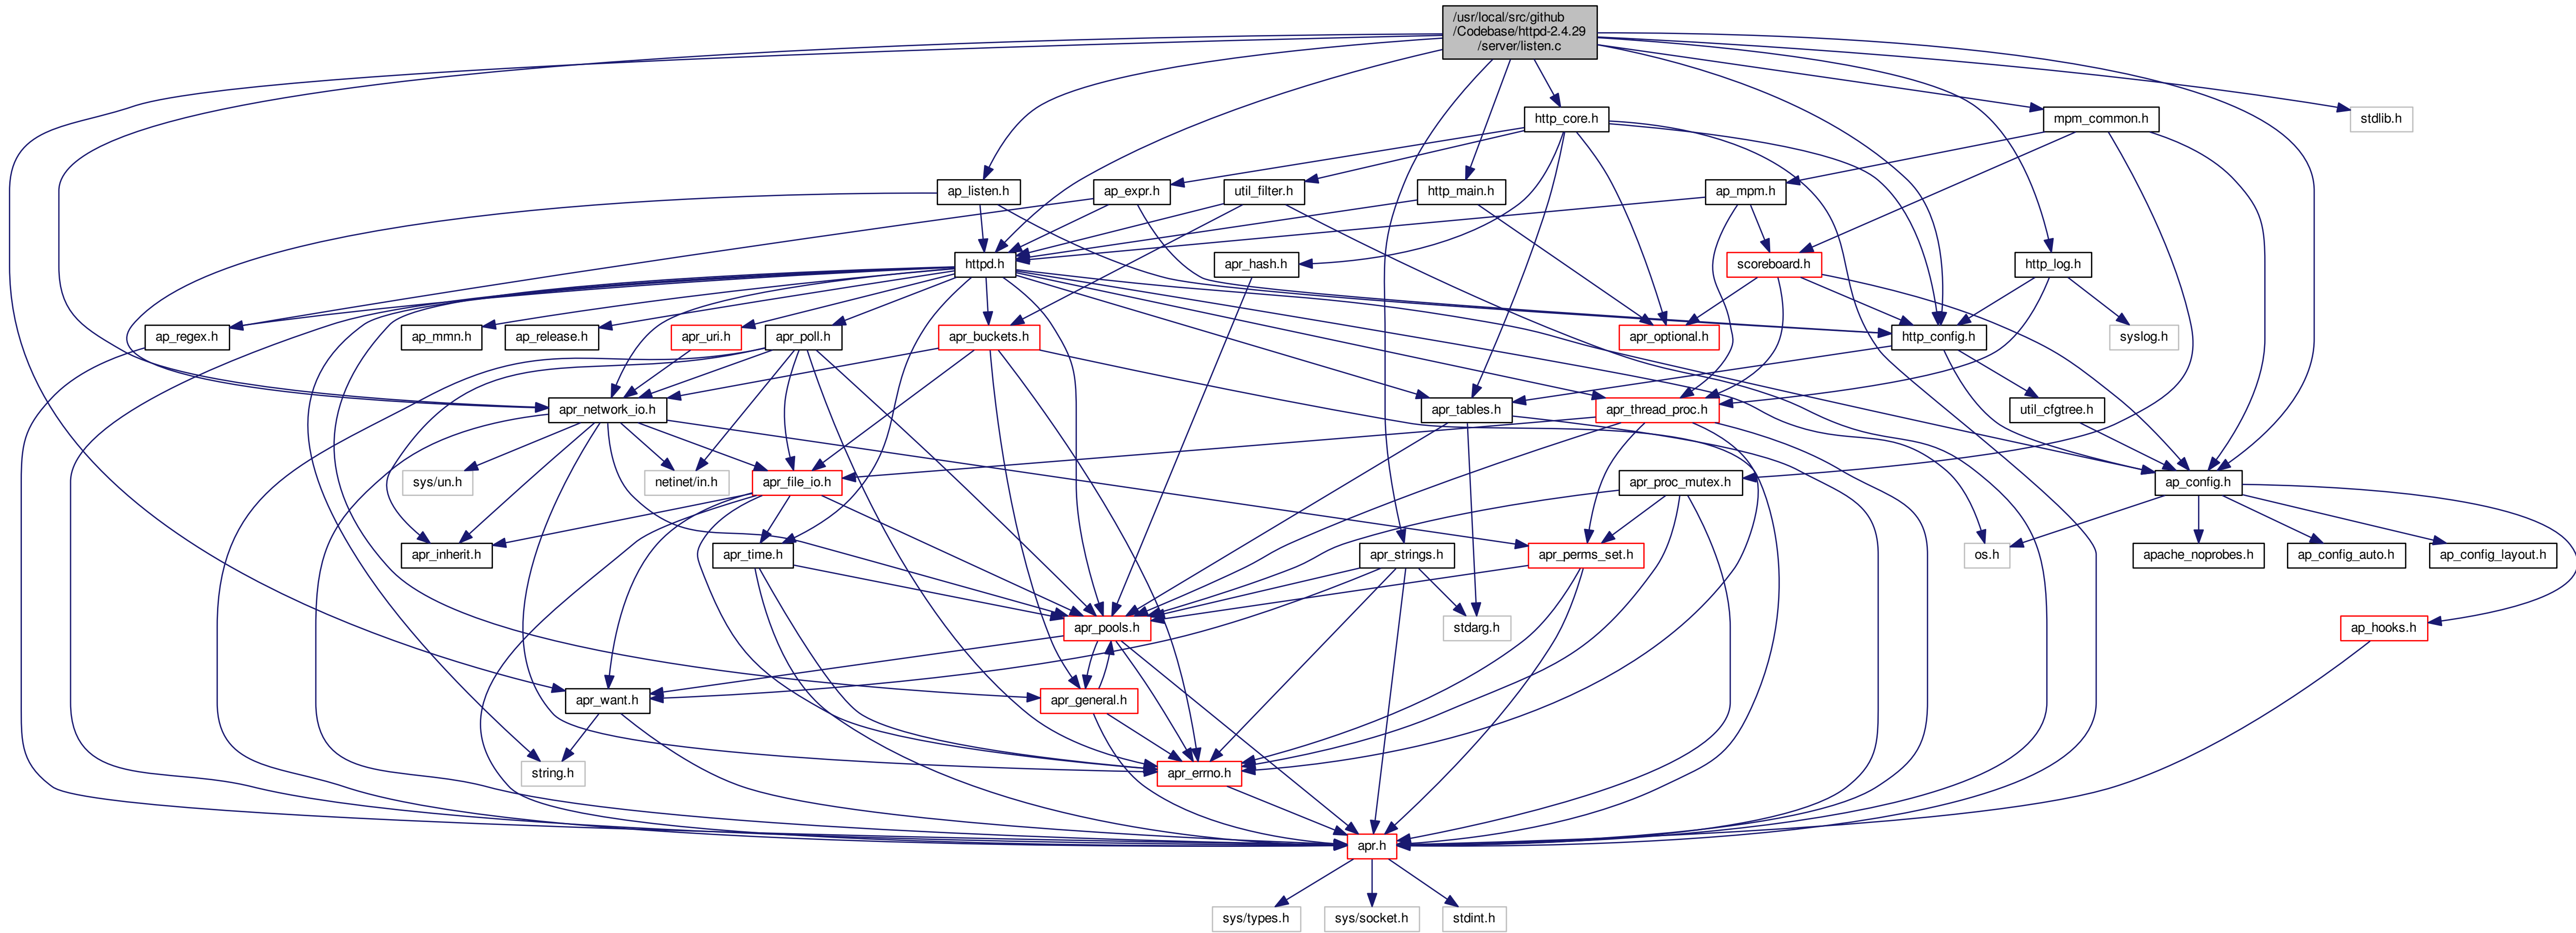 /usr/local/src/github
/Codebase/httpd-2.4.29
/server/listen.c
http_core.h
mpm_common.h
stdlib.h
ap_listen.h
ap_expr.h
util_filter.h
http_main.h
ap_mpm.h
httpd.h
apr_hash.h
scoreboard.h
http_log.h
ap_regex.h
ap_mmn.h
ap_release.h
apr_uri.h
apr_poll.h
apr_buckets.h
apr_optional.h
http_config.h
syslog.h
apr_network_io.h
apr_tables.h
apr_thread_proc.h
util_cfgtree.h
sys/un.h
netinet/in.h
apr_file_io.h
apr_proc_mutex.h
ap_config.h
apr_inherit.h
apr_time.h
apr_strings.h
apr_perms_set.h
os.h
apache_noprobes.h
ap_config_auto.h
ap_config_layout.h
apr_pools.h
stdarg.h
ap_hooks.h
apr_want.h
apr_general.h
string.h
apr_errno.h
apr.h
sys/types.h
sys/socket.h
stdint.h